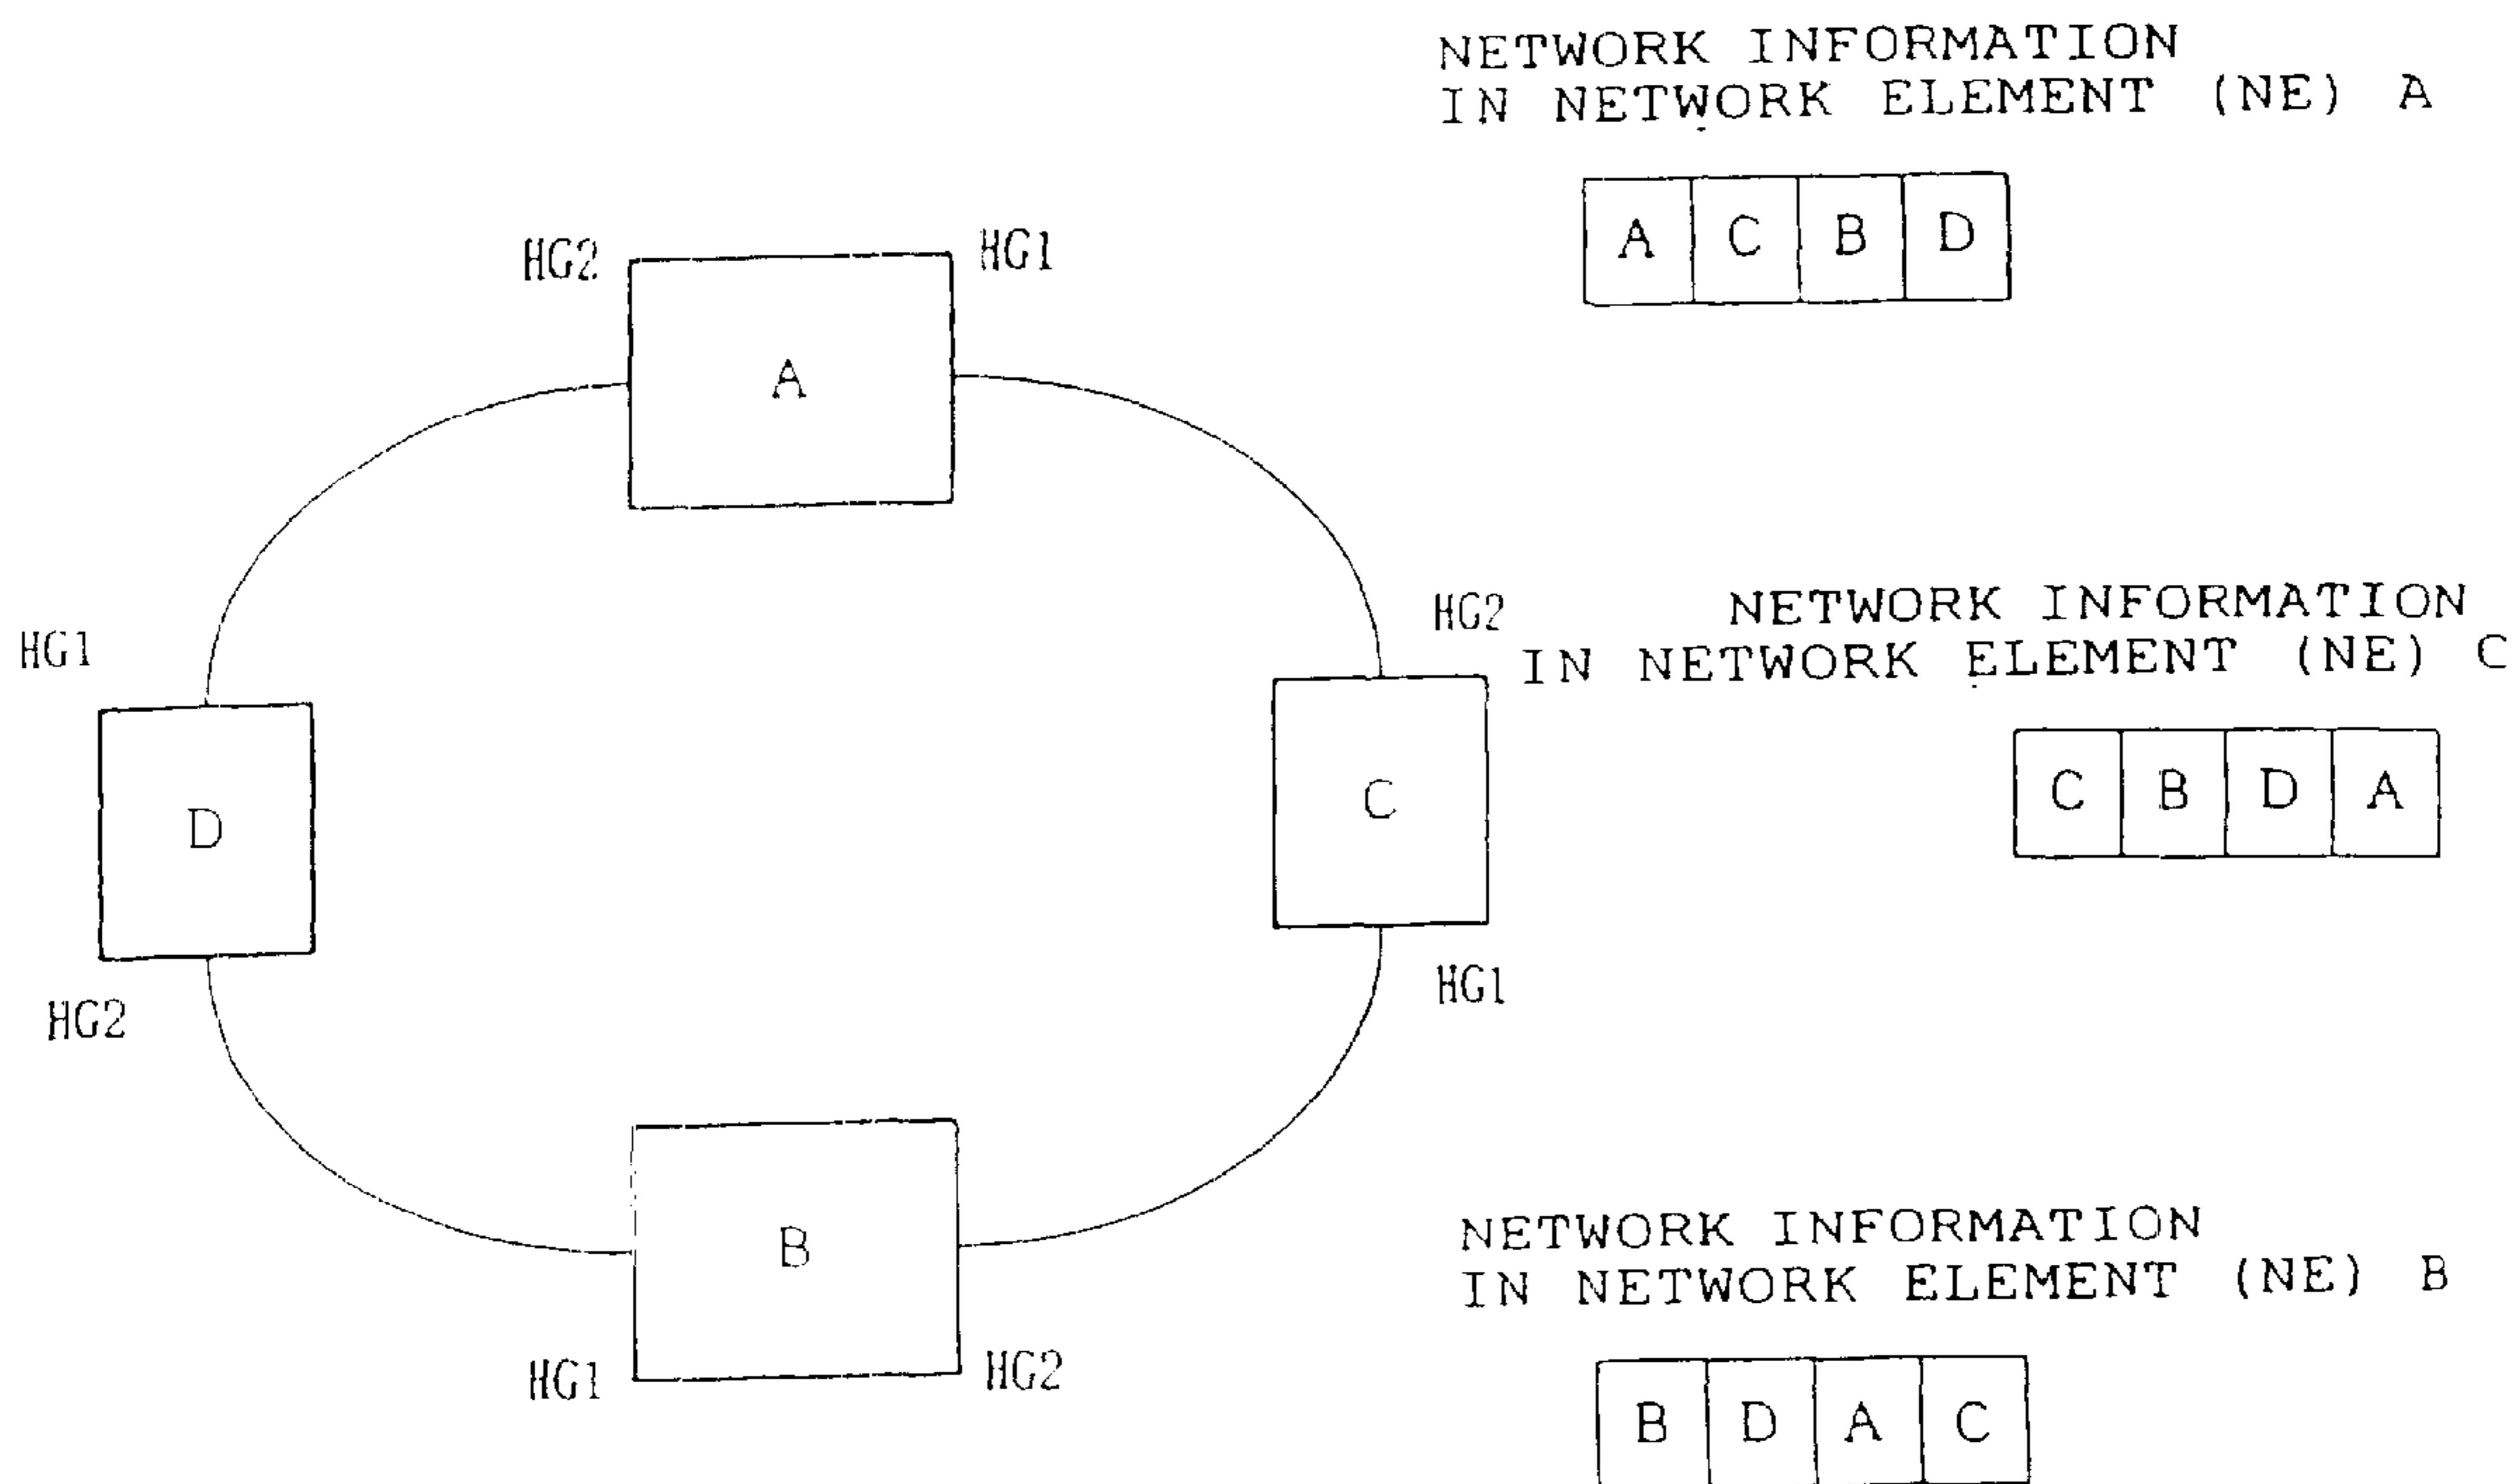 NETWORK INFORMATION
IN NETWORK ELEMENT (NE) A
A C B D
HG2 HG1
A
HG2
NETWORK INFORMATION
IN NETWORK ELEMENT (NE) C
HG1
C B D A
D
C
HG2
HG1
NETWORK INFORMATION
IN NETWORK ELEMENT (NE) B
B
HG1 HG2
B D A C